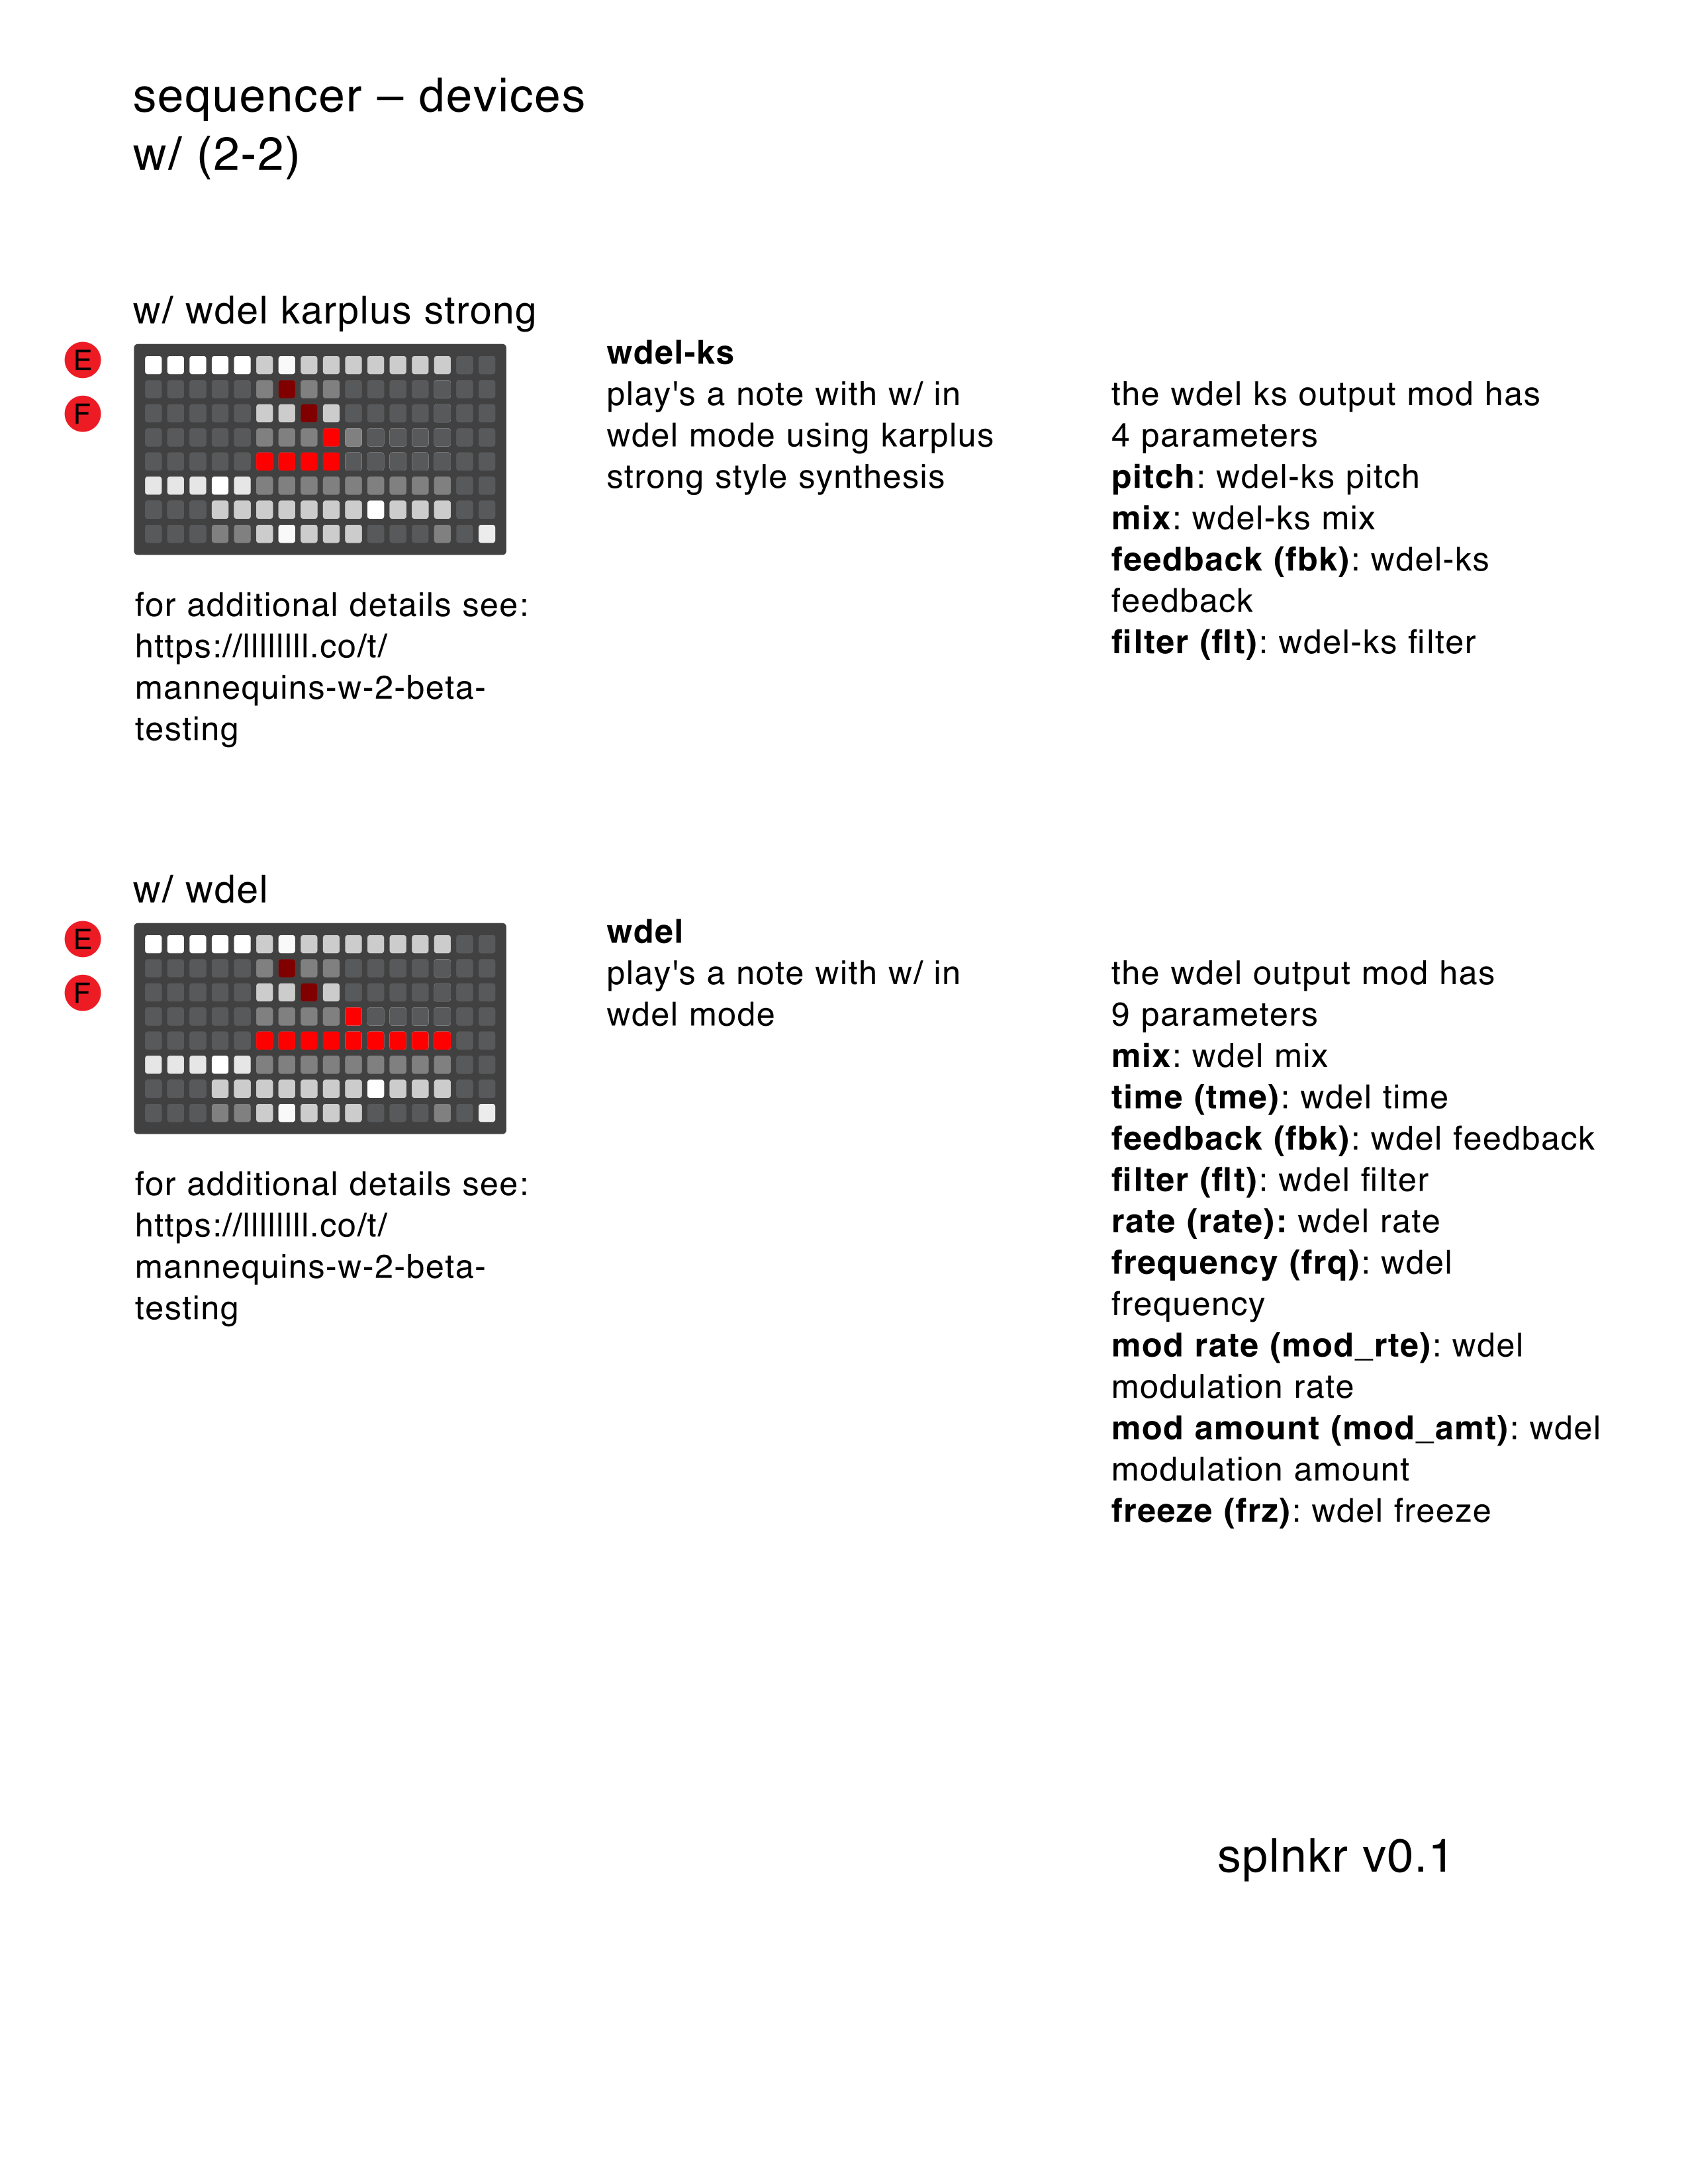 sequencer – devices
w/ (2-2)
w/ wdel karplus strong
E
F
for additional details see:
https://llllllll.co/t/
mannequins-w-2-beta-
testing
wdel-ks
play's a note with w/ in
wdel mode using karplus
strong style synthesis
the wdel ks output mod has
4 parameters
pitch: wdel-ks pitch
mix: wdel-ks mix
feedback (fbk): wdel-ks
feedback
filter (flt): wdel-ks filter
w/ wdel
E
F
for additional details see:
https://llllllll.co/t/
mannequins-w-2-beta-
testing
wdel
play's a note with w/ in
wdel mode
the wdel output mod has
9 parameters
mix: wdel mix
time (tme): wdel time
feedback (fbk): wdel feedback
filter (flt): wdel filter
rate (rate): wdel rate
frequency (frq): wdel
frequency
mod rate (mod_rte): wdel
modulation rate
mod amount (mod_amt): wdel
modulation amount
freeze (frz): wdel freeze
splnkr v0.1